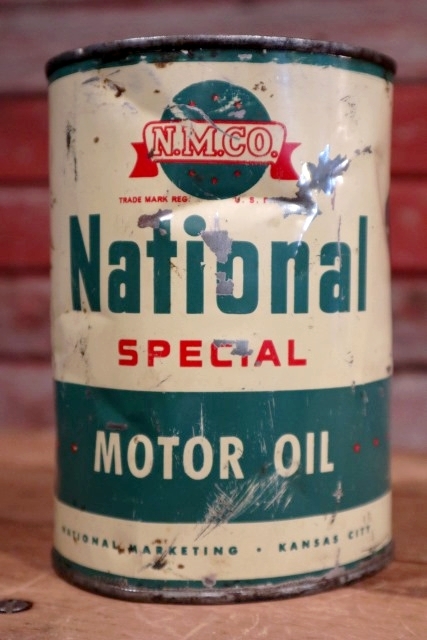 N.M.CO.
TRADE MARK REG. U.S.
National
SPECIAL
MOTOR OIL
NATIONAL MARKETING • KANSAS CITY